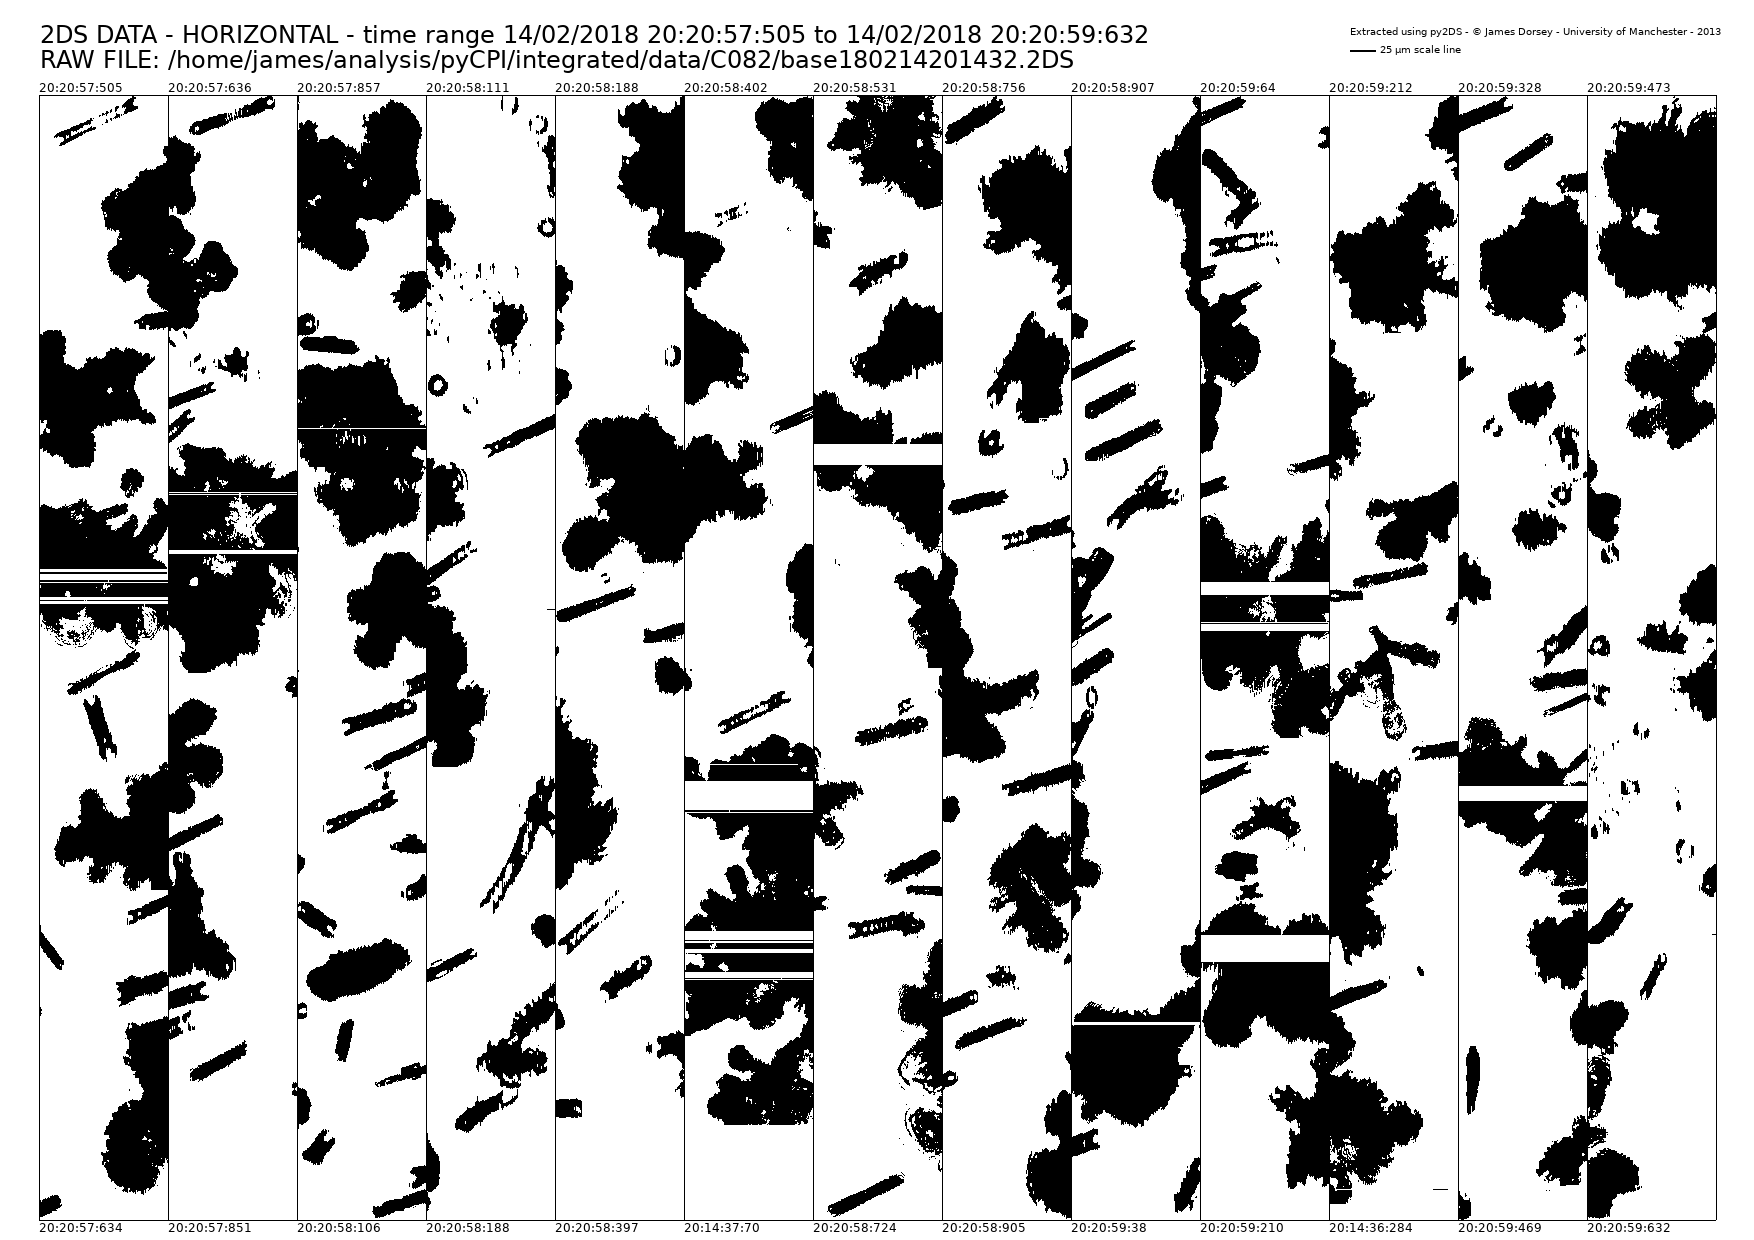 2DS DATA - HORIZONTAL - time range 14/02/2018 20:20:57:505 to 14/02/2018 20:20:59:632
RAW FILE: /home/james/analysis/pyCPI/integrated/data/C082/base180214201432.2DS
Extracted using py2DS - © James Dorsey - University of Manchester - 2013
25 µm scale line
20:20:57:505 20:20:57:636 20:20:57:857 20:20:58:111 20:20:58:188 20:20:58:402 20:20:58:531 20:20:58:756 20:20:58:907 20:20:59:64 20:20:59:212 20:20:59:328 20:20:59:473
20:20:57:634 20:20:57:851 20:20:58:106 20:20:58:188 20:20:58:397 20:14:37:70 20:20:58:724 20:20:58:905 20:20:59:38 20:20:59:210 20:14:36:284 20:20:59:469 20:20:59:632